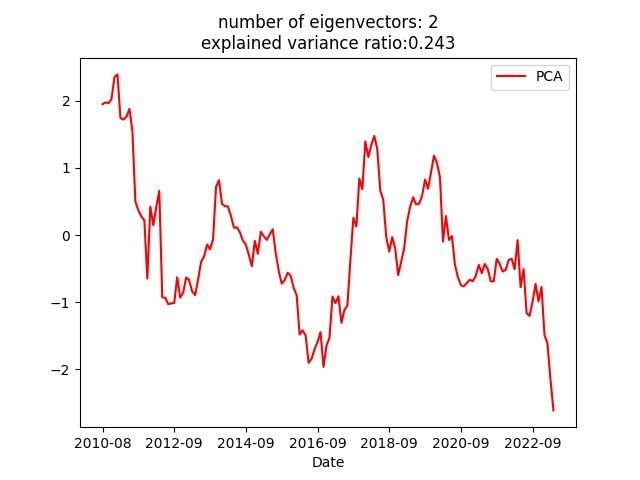 number of eigenvectors: 2
explained variance ratio:0.243
PCA
2
1
0
−1
−2
2010-08 2012-09 2014-09 2016-09 2018-09 2020-09 2022-09
Date